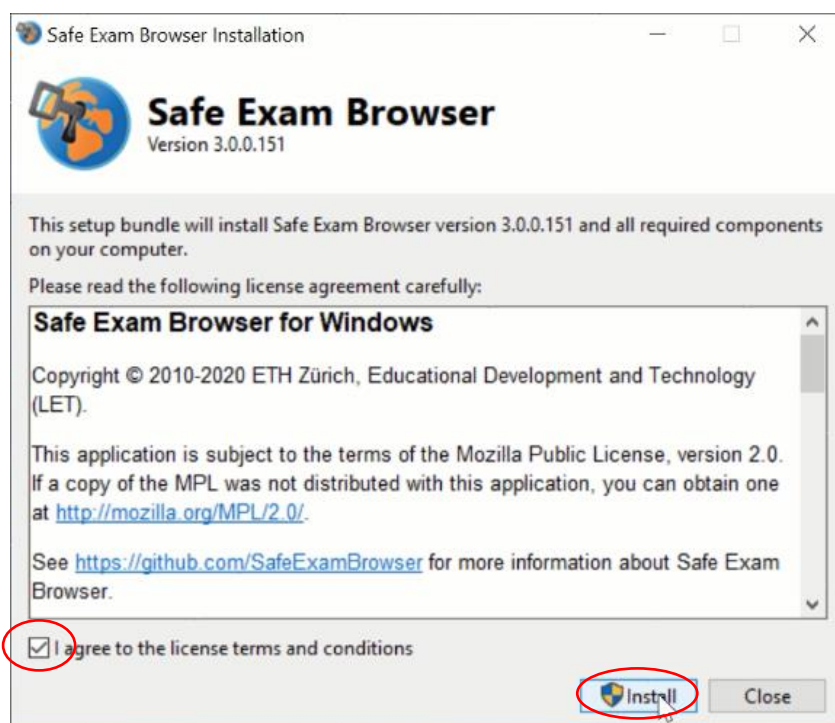 Safe Exam Browser Installation
Safe Exam Browser
Version 3.0.0.151
This setup bundle will install Safe Exam Browser version 3.0.0.151 and all required components
on your computer.
Please read the following license agreement carefully:
Safe Exam Browser for Windows
Copyright © 2010-2020 ETH Zürich, Educational Development and Technology
(LET).
This application is subject to the terms of the Mozilla Public License, version 2.0.
If a copy of the MPL was not distributed with this application, you can obtain one
at http://mozilla.org/MPL/2.0/.
See https://github.com/SafeExamBrowser for more information about Safe Exam
Browser.
I agree to the license terms and conditions
Install
Close